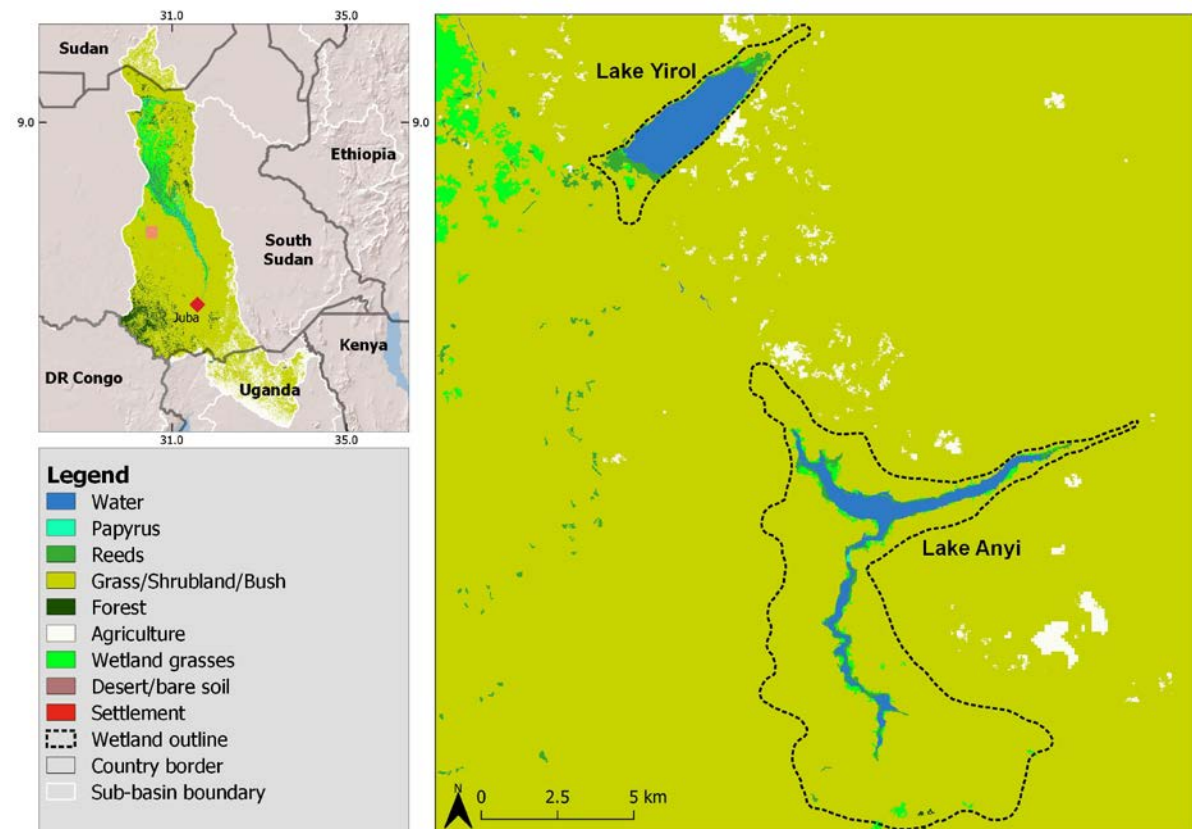 31.0
35.0
Sudan
9.0
9.0
Ethiopia
South
Sudan
Juba
Kenya
DR Congo
Uganda
31.0
35.0
Legend
Water
Papyrus
Reeds
Grass/Shrubland/Bush
Forest
Agriculture
Wetland grasses
Desert/bare soil
Settlement
Wetland outline
Country border
Sub-basin boundary
Lake Yirol
Lake Anyi
N
0 2.5 5 km